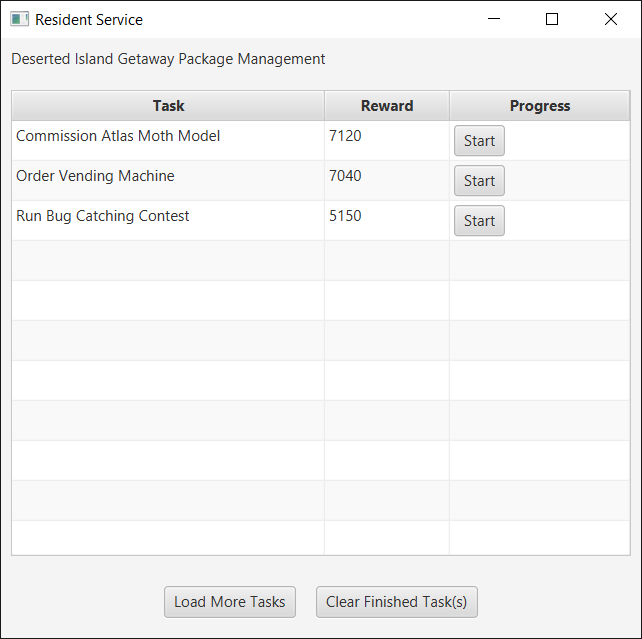 Resident Service
Deserted Island Getaway Package Management
Task Reward Progress
Commission Atlas Moth Model 7120 Start
Order Vending Machine 7040 Start
Run Bug Catching Contest 5150 Start
Load More Tasks Clear Finished Task(s)